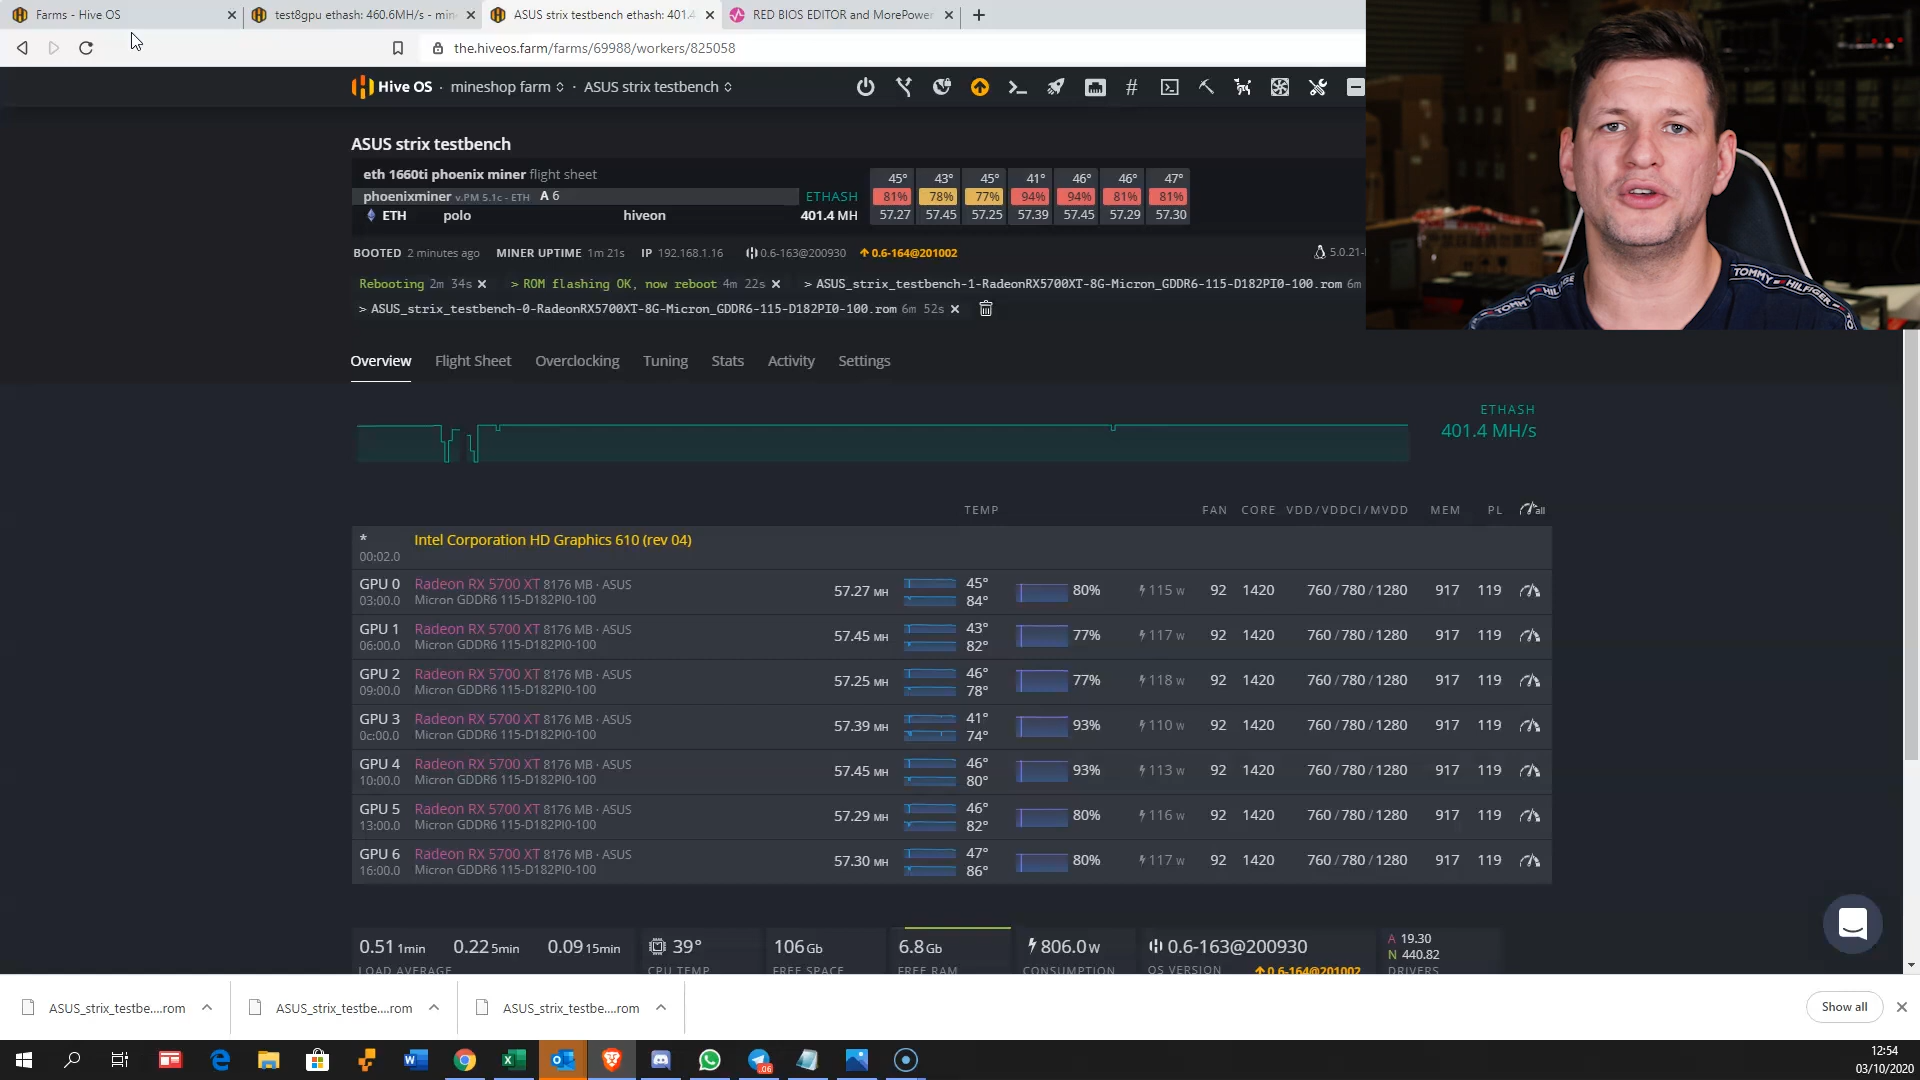 Farms - Hive OS
test8gpu ethash: 460.6MH/s - min
ASUS strix testbench ethash: 401.4
RED BIOS EDITOR and MorePower
the.hiveos.farm/farms/69988/workers/825058
Hive OS · mineshop farm · ASUS strix testbench
ASUS strix testbench
eth 1660ti phoenix miner flight sheet
phoenixminer v.PM 5.1c - ETH A 6 ETHASH
ETH polo hiveon 401.4 MH
45° 43° 45° 41° 46° 46° 47°
81% 78% 77% 94% 94% 81% 81%
57.27 57.45 57.25 57.39 57.45 57.29 57.30
BOOTED 2 minutes ago MINER UPTIME 1m 21s IP 192.168.1.16 0.6-163@200930 0.6-164@201002 5.0.21-
Rebooting 2m 34s > ROM flashing OK, now reboot 4m 22s > ASUS_strix_testbench-1-RadeonRX5700XT-8G-Micron_GDDR6-115-D182PI0-100.rom 6m
> ASUS_strix_testbench-0-RadeonRX5700XT-8G-Micron_GDDR6-115-D182PI0-100.rom 6m 52s
Overview Flight Sheet Overclocking Tuning Stats Activity Settings
ETHASH
401.4 MH/s
TEMP FAN CORE VDD/VDDCI/MVDD MEM PL all
* Intel Corporation HD Graphics 610 (rev 04)
00:02.0
GPU 0 Radeon RX 5700 XT 8176 MB · ASUS 57.27 MH 45° 80% 115 W 92 1420 760/780/1280 917 119
03:00.0 Micron GDDR6 115-D182PI0-100 84°
GPU 1 Radeon RX 5700 XT 8176 MB · ASUS 57.45 MH 43° 77% 117 W 92 1420 760/780/1280 917 119
06:00.0 Micron GDDR6 115-D182PI0-100 82°
GPU 2 Radeon RX 5700 XT 8176 MB · ASUS 57.25 MH 46° 77% 118 W 92 1420 760/780/1280 917 119
09:00.0 Micron GDDR6 115-D182PI0-100 78°
GPU 3 Radeon RX 5700 XT 8176 MB · ASUS 57.39 MH 41° 93% 110 W 92 1420 760/780/1280 917 119
0c:00.0 Micron GDDR6 115-D182PI0-100 74°
GPU 4 Radeon RX 5700 XT 8176 MB · ASUS 57.45 MH 46° 93% 113 W 92 1420 760/780/1280 917 119
10:00.0 Micron GDDR6 115-D182PI0-100 80°
GPU 5 Radeon RX 5700 XT 8176 MB · ASUS 57.29 MH 46° 80% 116 W 92 1420 760/780/1280 917 119
13:00.0 Micron GDDR6 115-D182PI0-100 82°
GPU 6 Radeon RX 5700 XT 8176 MB · ASUS 57.30 MH 47° 80% 117 W 92 1420 760/780/1280 917 119
16:00.0 Micron GDDR6 115-D182PI0-100 86°
0.51 1min 0.22 5min 0.09 15min 39° 106 Gb 6.8 Gb 806.0 W 0.6-163@200930 A 19.30
N 440.82
LOAD AVERAGE CPU TEMP FREE SPACE FREE RAM CONSUMPTION OS VERSION 0.6-164@201002 DRIVERS
ASUS_strix_testbe....rom ASUS_strix_testbe....rom ASUS_strix_testbe....rom Show all
12:54
03/10/2020
TOMMY HILFIGER